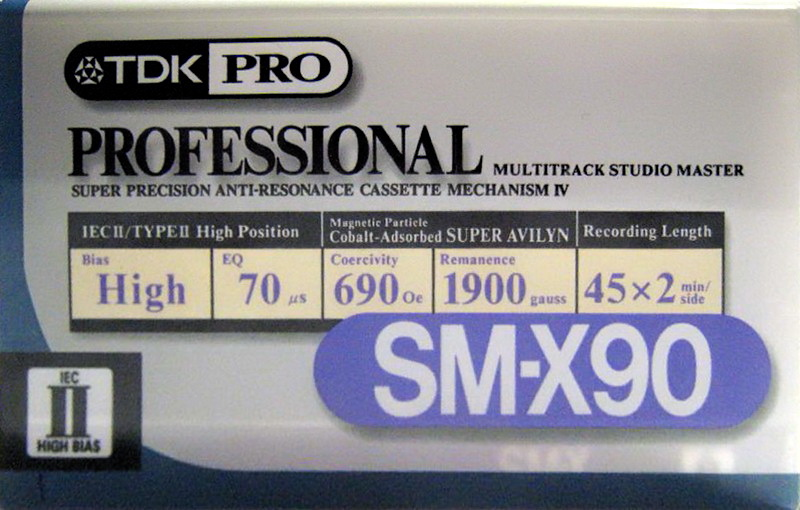 TDK PRO
PROFESSIONAL MULTITRACK STUDIO MASTER
SUPER PRECISION ANTI-RESONANCE CASSETTE MECHANISM IV
IECII/TYPEII High Position
Magnetic Particle
Cobalt-Adsorbed SUPER AVILYN
Recording Length
Bias
High
EQ
70 μs
Coercivity
690 Oe
Remanence
1900 gauss
45×2 min/side
SM-X90
IEC
II
HIGH BIAS